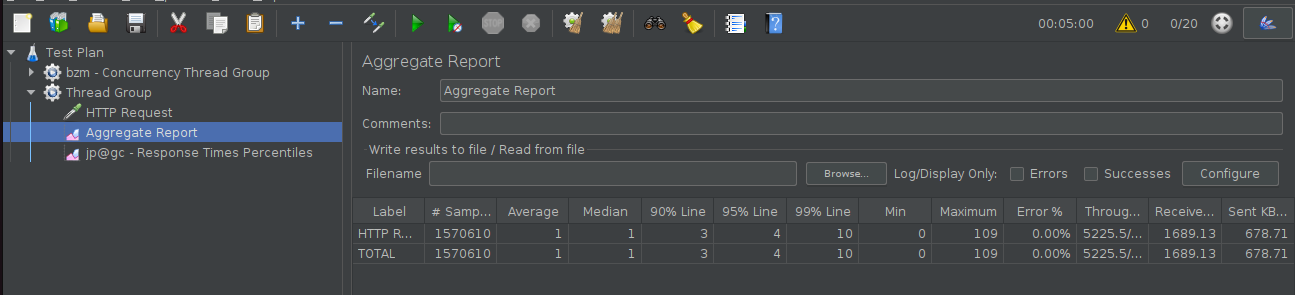 00:05:00 0 0/20
Test Plan
bzm - Concurrency Thread Group
Thread Group
HTTP Request
Aggregate Report
jp@gc - Response Times Percentiles
Aggregate Report
Name: Aggregate Report
Comments:
Write results to file / Read from file
Filename Browse... Log/Display Only: Errors Successes Configure
Label # Samp... Average Median 90% Line 95% Line 99% Line Min Maximum Error % Throug... Receive... Sent KB...
HTTP R... 1570610 1 1 3 4 10 0 109 0.00% 5225.5/... 1689.13 678.71
TOTAL 1570610 1 1 3 4 10 0 109 0.00% 5225.5/... 1689.13 678.71